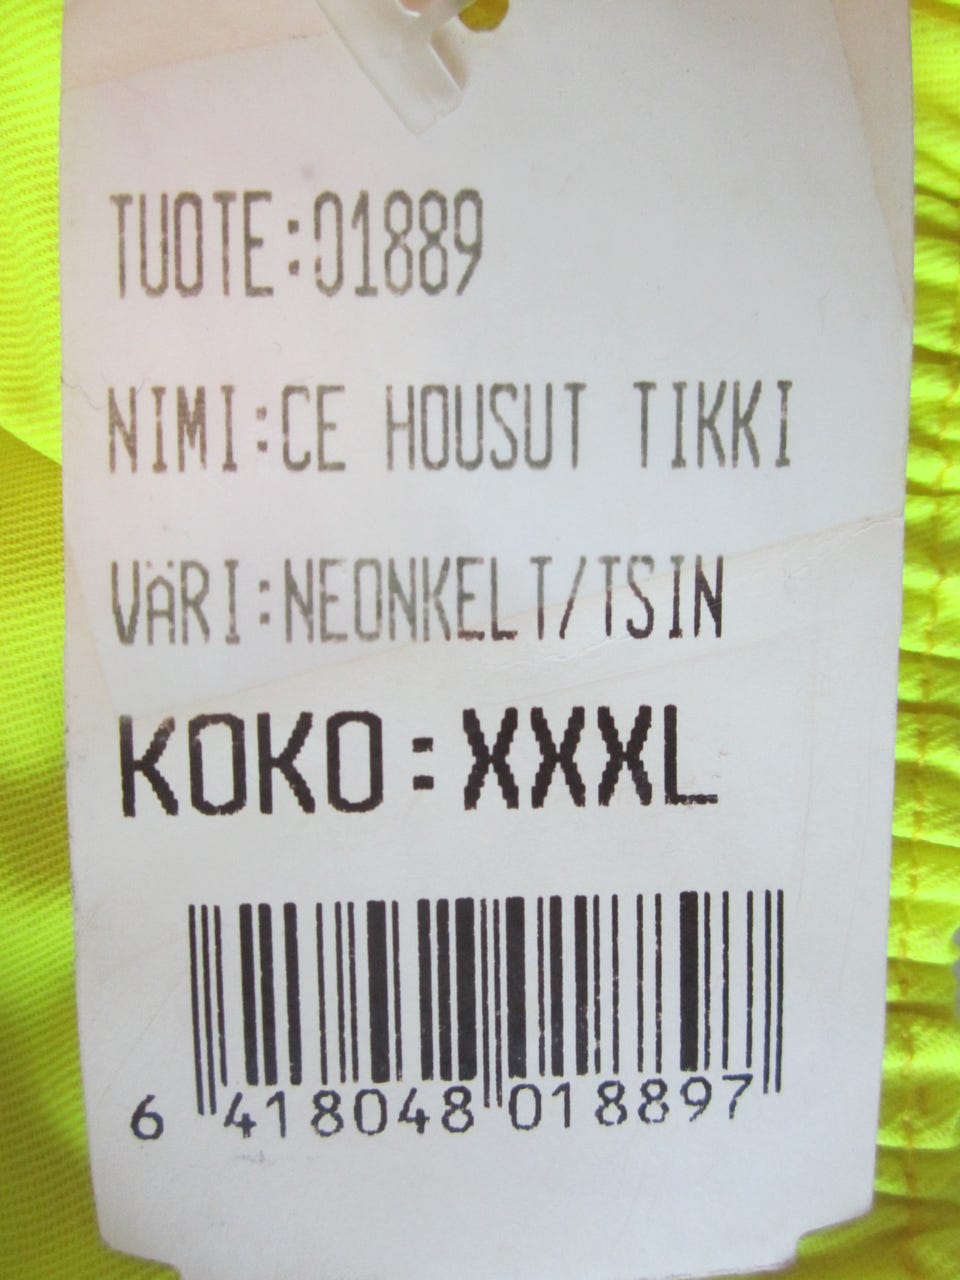 TUOTE:01889
NIMI:CE HOUSUT TIKKI
VÄRI:NEONKELT/TSIN
KOKO:XXXL
6 418048 018897